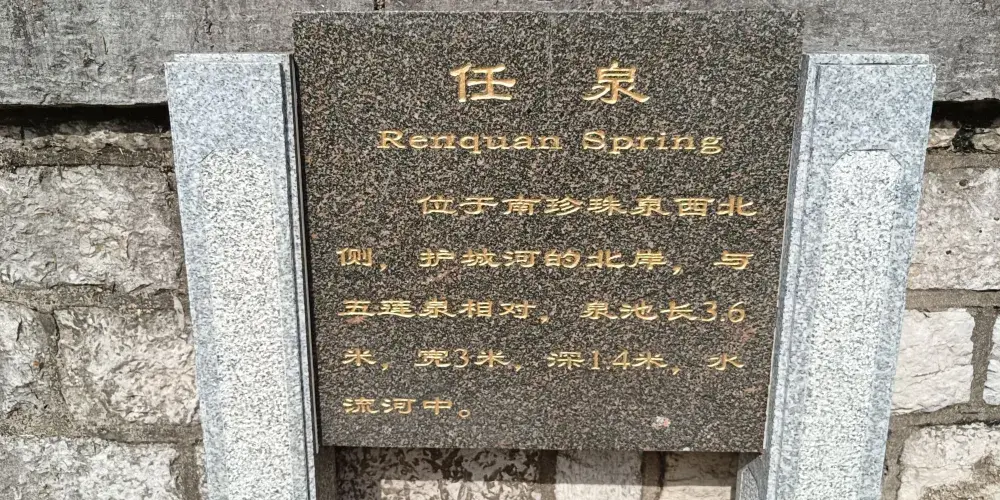 任泉
Renquan Spring
位于南珍珠泉西北
侧，护城河的北岸，与
五莲泉相对，泉池长3.6
米，宽3米，深1.4米，水
流河中。